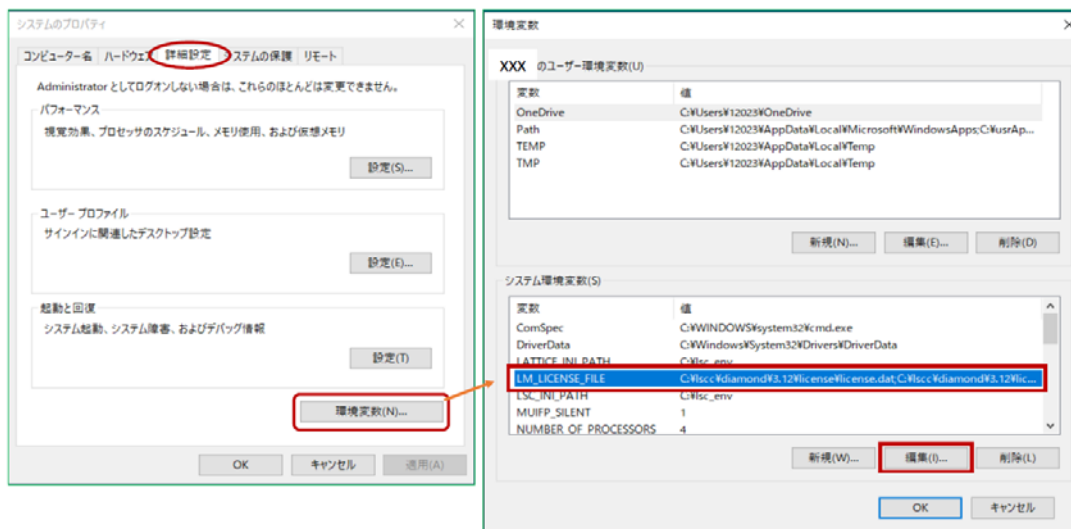 システムのプロパティ
コンピューター名 ハードウェア 詳細設定 システムの保護 リモート
Administrator としてログオンしない場合は、これらのほとんどは変更できません。
パフォーマンス
視覚効果、プロセッサのスケジュール、メモリ使用、および仮想メモリ
設定(S)...
ユーザー プロファイル
サインインに関連したデスクトップ設定
設定(E)...
起動と回復
システム起動、システム障害、およびデバッグ情報
設定(T)
環境変数(N)...
OK キャンセル 適用(A)
環境変数
XXX のユーザー環境変数(U)
変数 値
OneDrive C:¥Users¥12023¥OneDrive
Path C:¥Users¥12023¥AppData¥Local¥Microsoft¥WindowsApps;C:¥usrAp...
TEMP C:¥Users¥12023¥AppData¥Local¥Temp
TMP C:¥Users¥12023¥AppData¥Local¥Temp
新規(N)... 編集(E)... 削除(D)
システム環境変数(S)
変数 値
ComSpec C:¥WINDOWS¥system32¥cmd.exe
DriverData C:¥Windows¥System32¥Drivers¥DriverData
LATTICE_INI_PATH C:¥lsc_env
LM_LICENSE_FILE C:¥lscc¥diamond¥3.12¥license¥license.dat;C:¥lscc¥diamond¥3.12¥lic...
LSC_INI_PATH C:¥lsc_env
MUIFP_SILENT 1
NUMBER_OF_PROCESSORS 4
新規(W)... 編集(I)... 削除(L)
OK キャンセル